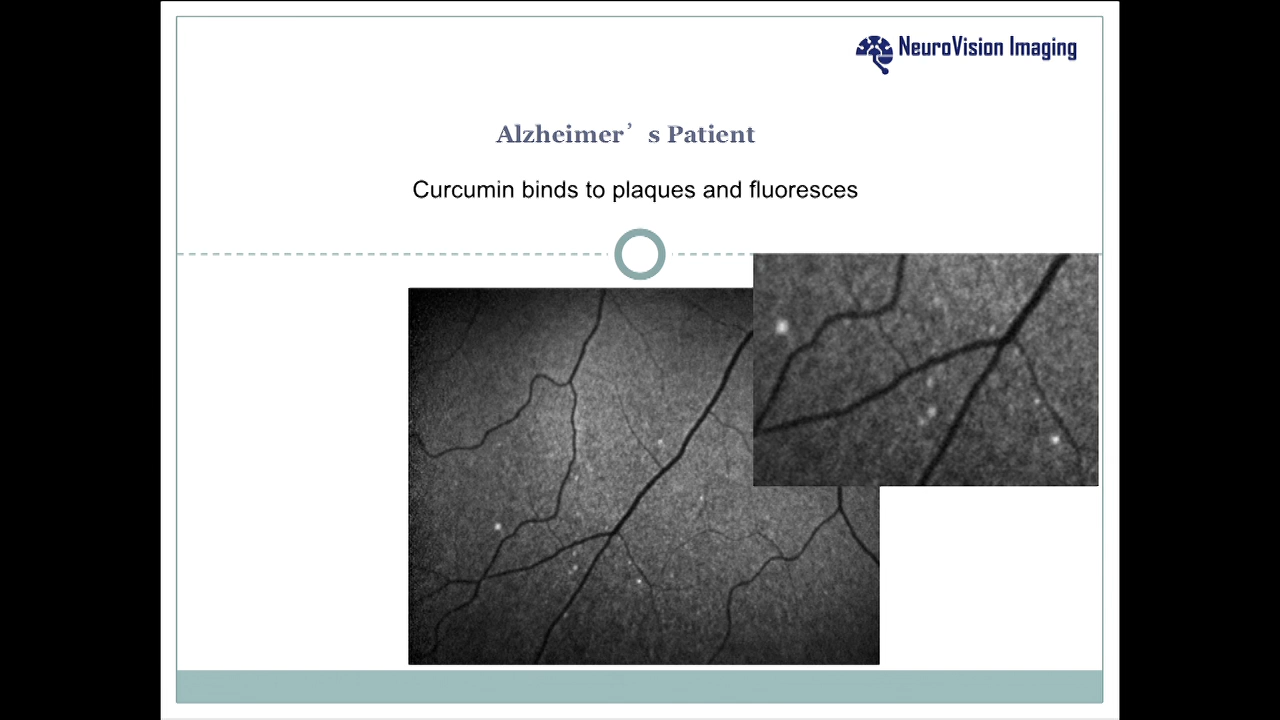 NeuroVision Imaging
Alzheimer’s Patient
Curcumin binds to plaques and fluoresces